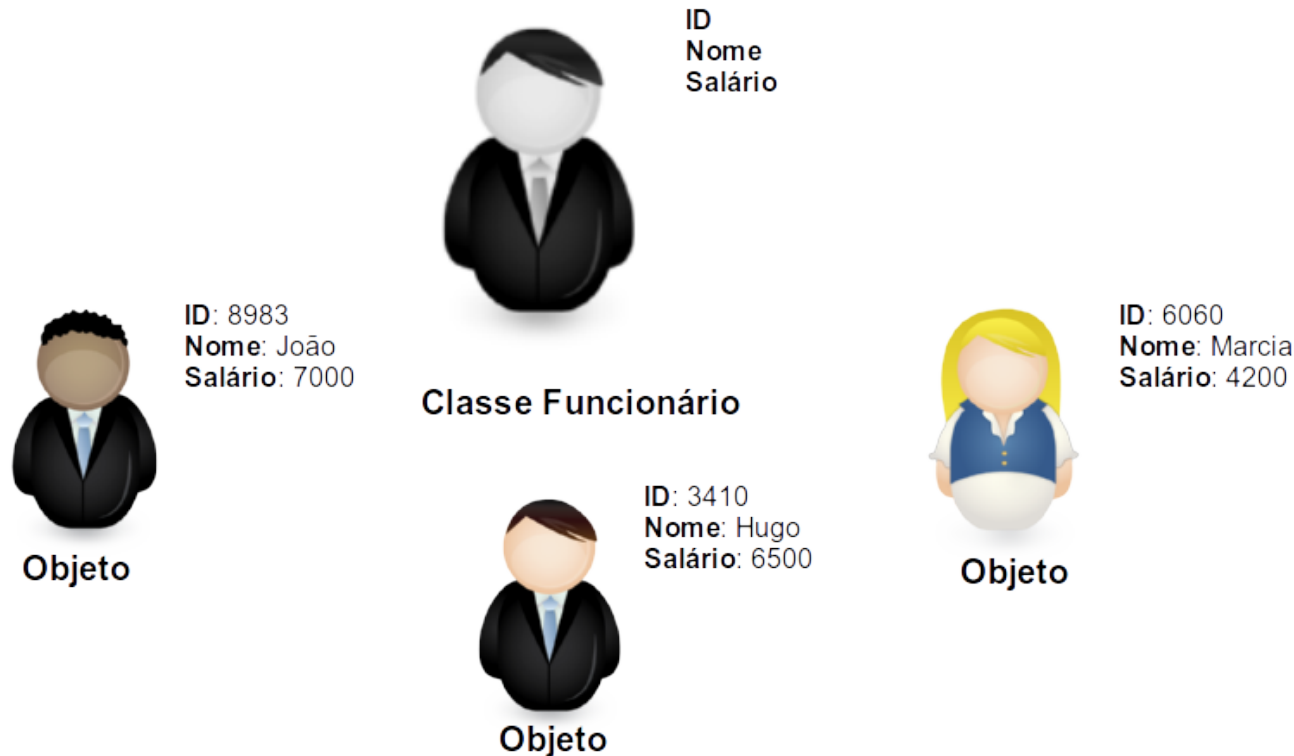 ID
Nome
Salário
ID: 8983
Nome: João
Salário: 7000
Objeto
Classe Funcionário
ID: 3410
Nome: Hugo
Salário: 6500
Objeto
ID: 6060
Nome: Marcia
Salário: 4200
Objeto